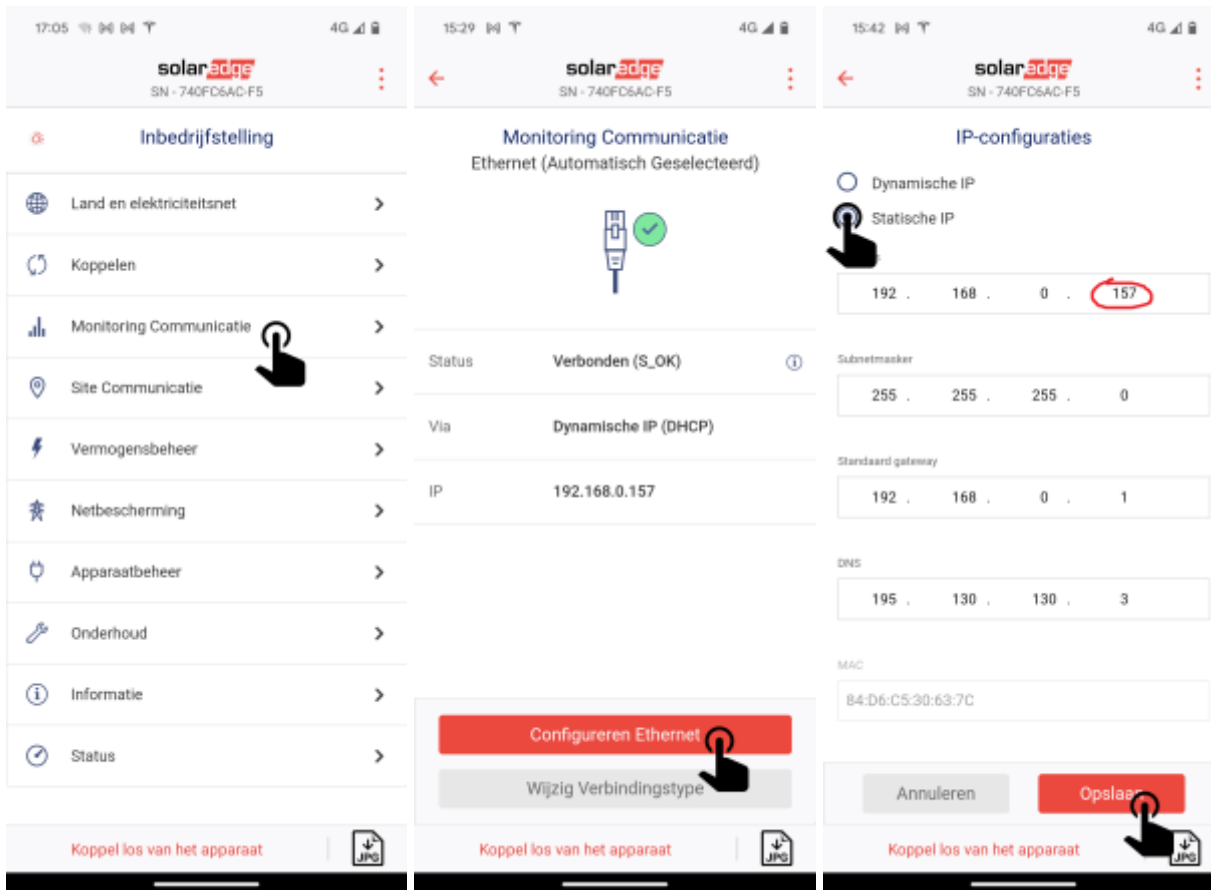 17:05
4G
solaredge
SN - 740FC6AC-F5
Inbedrijfstelling
Land en elektriciteitsnet
Koppelen
Monitoring Communicatie
Site Communicatie
Vermogensbeheer
Netbescherming
Apparaatbeheer
Onderhoud
Informatie
Status
Koppel los van het apparaat
JPG
15:29
4G
solaredge
SN - 740FC6AC-F5
Monitoring Communicatie
Ethernet (Automatisch Geselecteerd)
Status Verbonden (S_OK)
Via Dynamische IP (DHCP)
IP 192.168.0.157
Configureren Ethernet
Wijzig Verbindingstype
Koppel los van het apparaat
JPG
15:42
4G
solaredge
SN - 740FC6AC-F5
IP-configuraties
Dynamische IP
Statische IP
192 . 168 . 0 . 157
Subnetmasker
255 . 255 . 255 . 0
Standaard gateway
192 . 168 . 0 . 1
DNS
195 . 130 . 130 . 3
MAC
84:D6:C5:30:63:7C
Annuleren
Opslaan
Koppel los van het apparaat
JPG